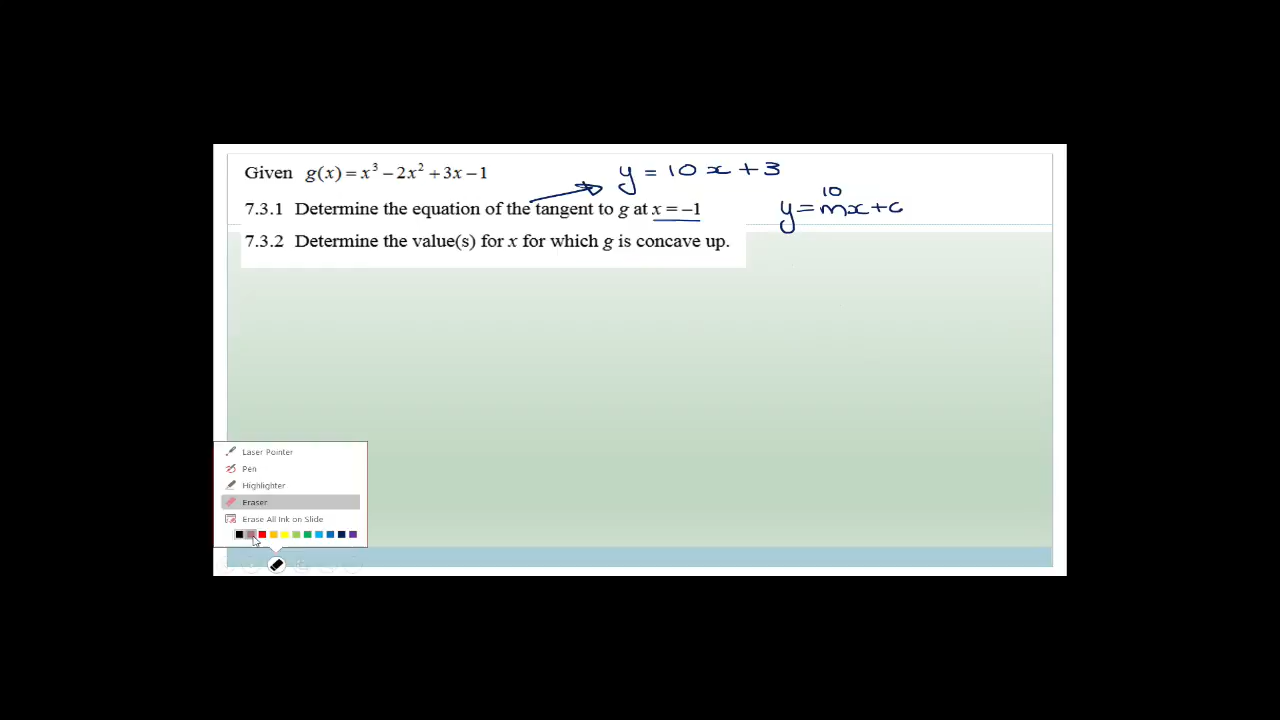 Given g(x) = x³ − 2x² + 3x − 1
y = 10x + 3
10
y = mx + c
7.3.1 Determine the equation of the tangent to g at x = −1
7.3.2 Determine the value(s) for x for which g is concave up.
Laser Pointer
Pen
Highlighter
Eraser
Erase All Ink on Slide